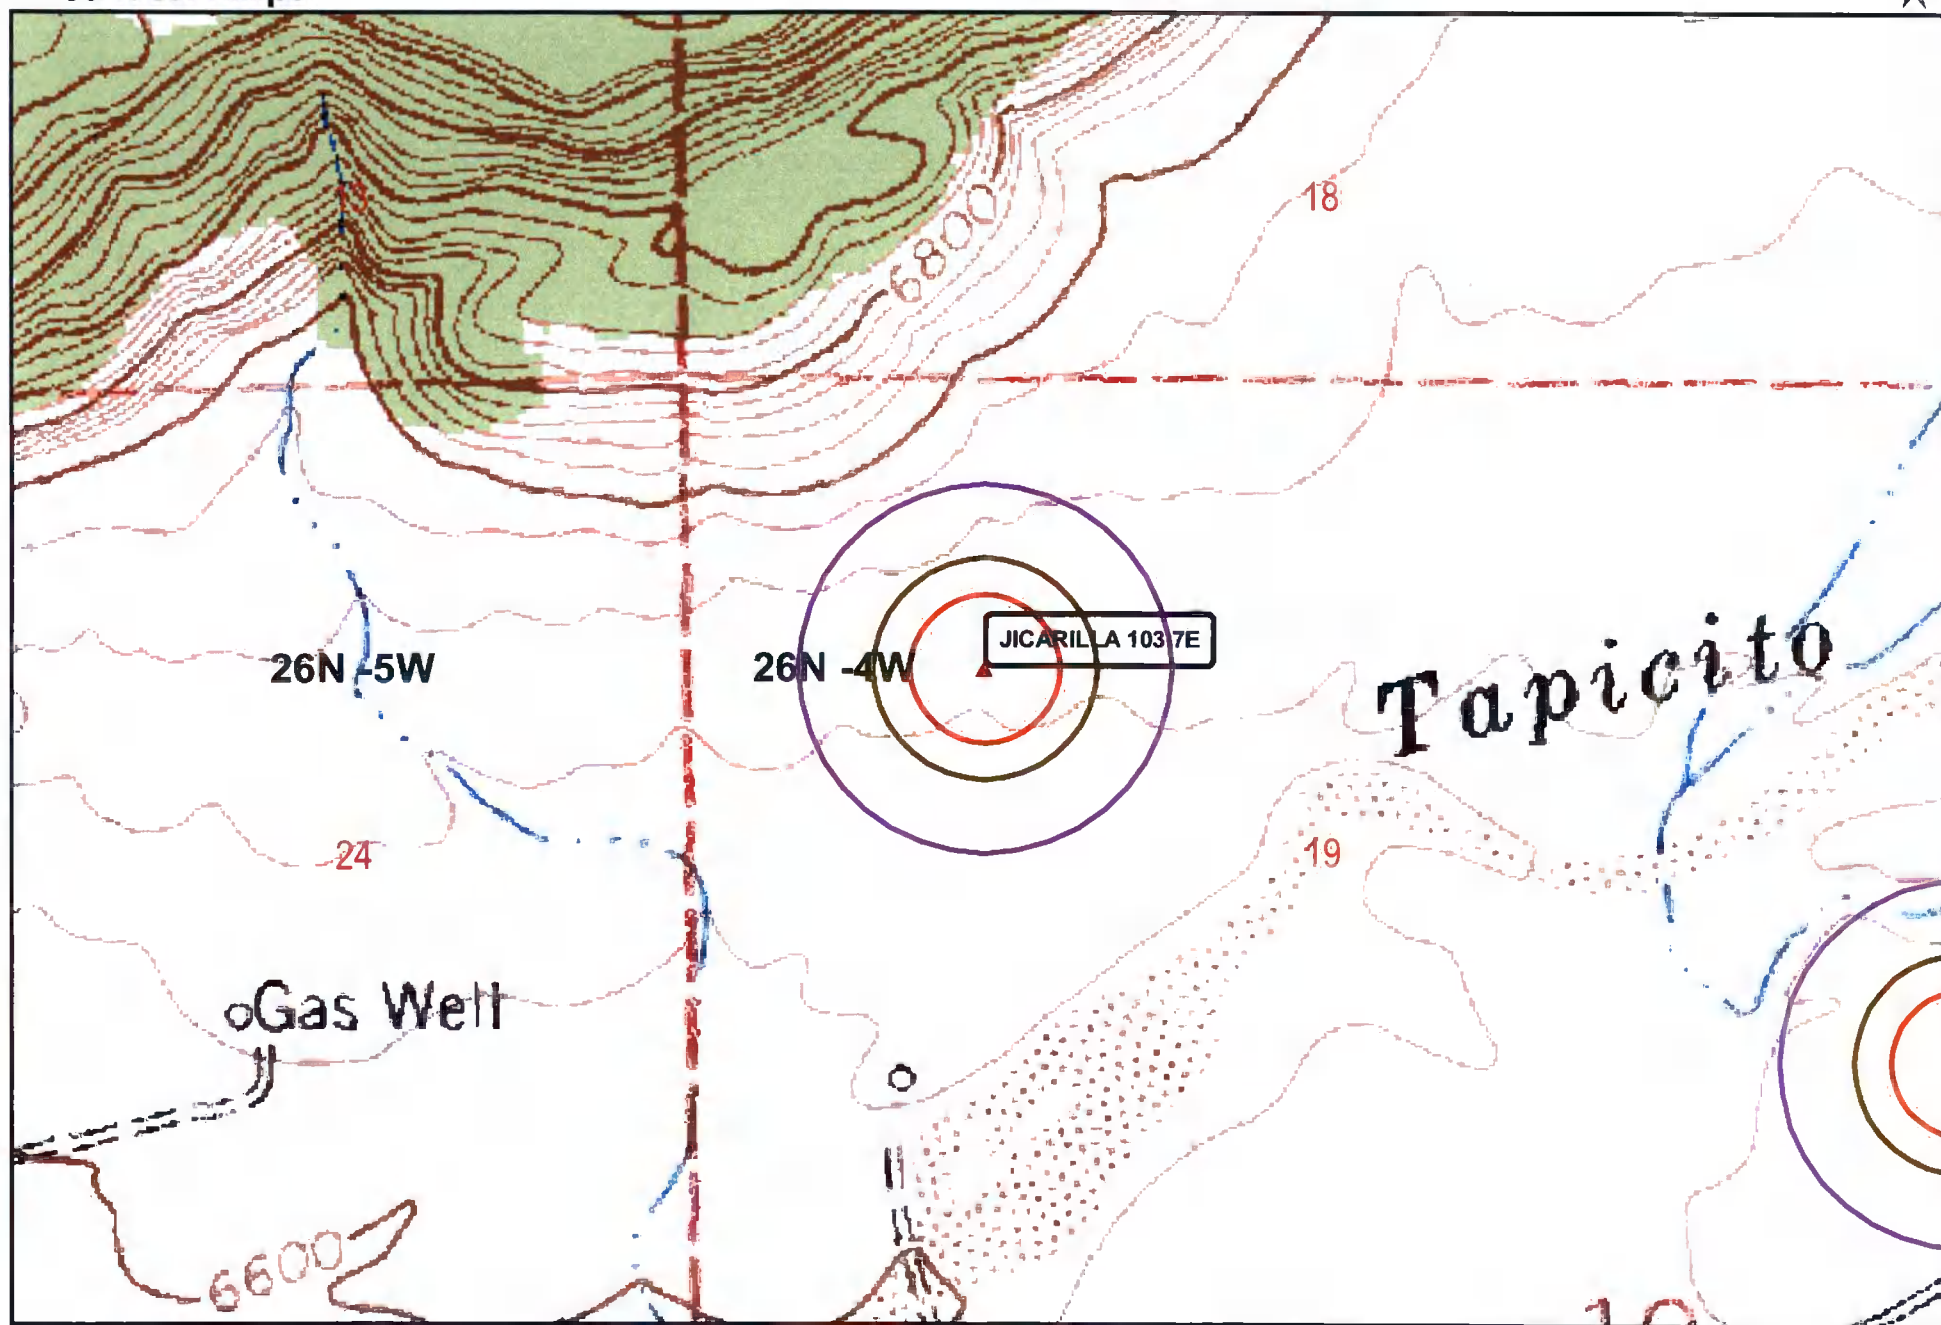 18
6800
JICARILLA 103 7E
26N -5W
26N -4W
Tapicito
24
19
Gas Well
6600